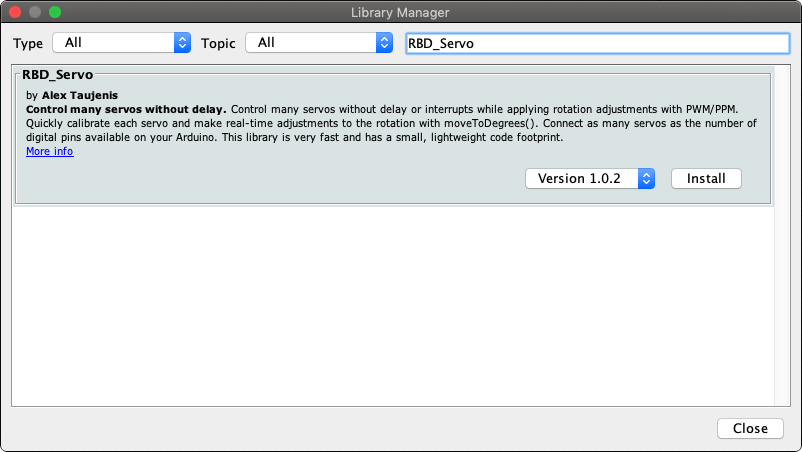 Library Manager
Type All Topic All RBD_Servo
RBD_Servo
by Alex Taujenis
Control many servos without delay. Control many servos without delay or interrupts while applying rotation adjustments with PWM/PPM.
Quickly calibrate each servo and make real-time adjustments to the rotation with moveToDegrees(). Connect as many servos as the number of
digital pins available on your Arduino. This library is very fast and has a small, lightweight code footprint.
More info
Version 1.0.2 Install
Close